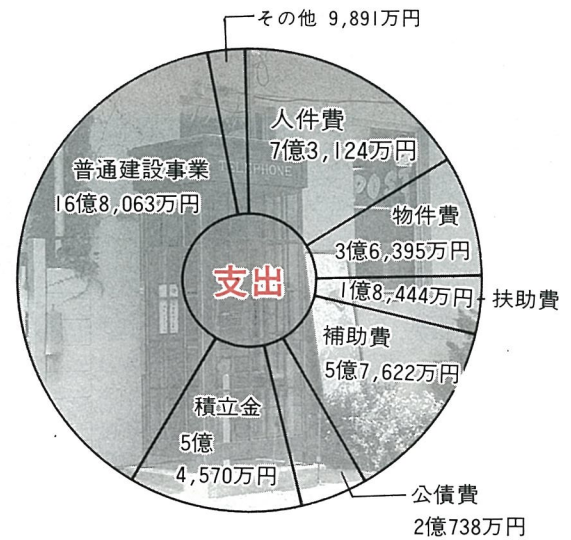 その他 9,891万円
人件費
7億3,124万円
普通建設事業
16億8,063万円
TELEPHONE
POST
物件費
3億6,395万円
支出
1億8,444万円
扶助費
補助費
5億7,622万円
積立金
5億
4,570万円
公債費
2億738万円